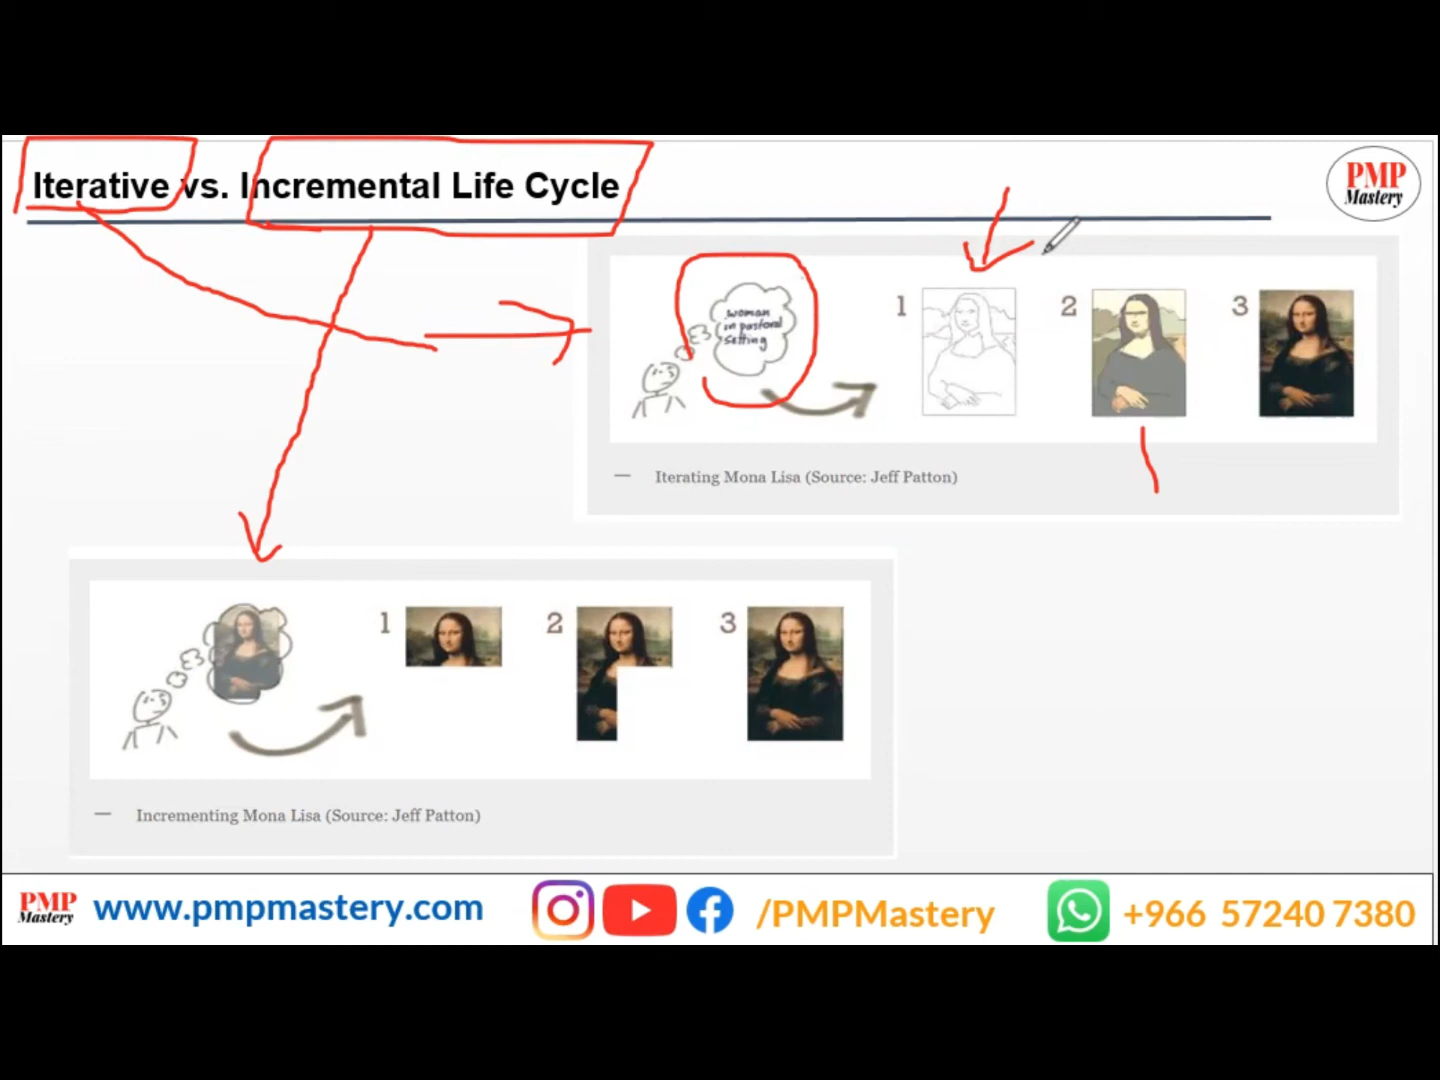 Iterative vs. Incremental Life Cycle
PMP
Mastery
woman
in pastoral
setting
1
2
3
— Iterating Mona Lisa (Source: Jeff Patton)
1
2
3
— Incrementing Mona Lisa (Source: Jeff Patton)
PMP
Mastery
www.pmpmastery.com
/PMPMastery
+966 57240 7380